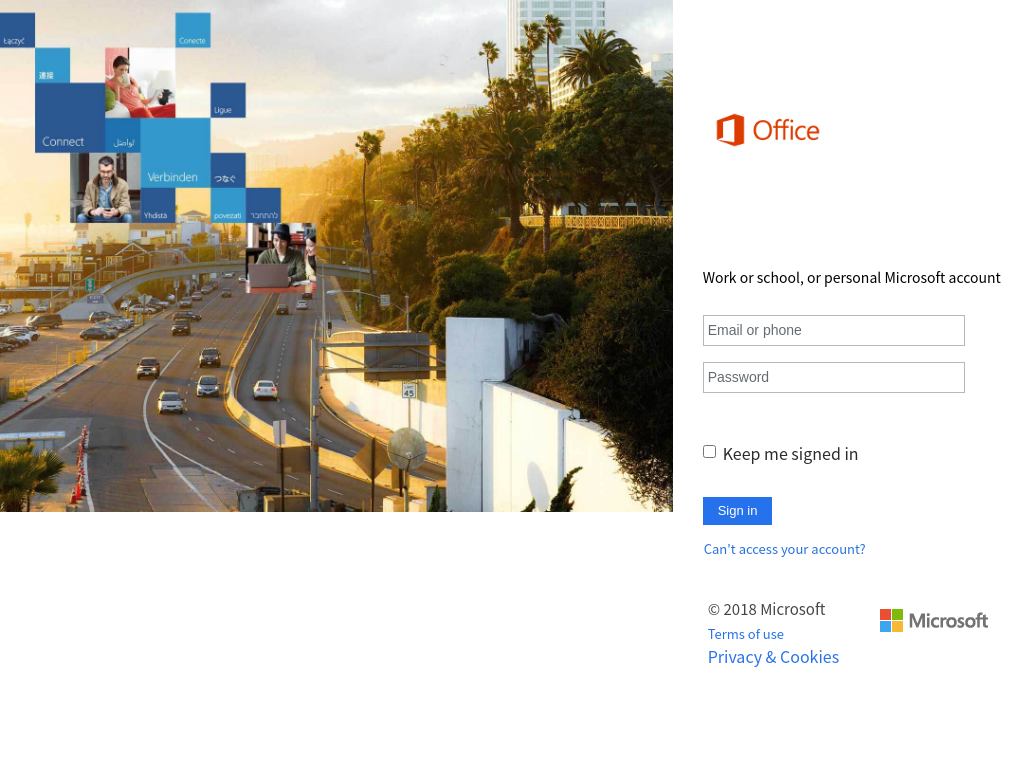 Łączyć
Conecte
連接
Ligue
Connect
تواصَل
Verbinden
つなぐ
Yhdistä
povezati
להתחבר
45
Office
Work or school, or personal Microsoft account
Email or phone
Password
Keep me signed in
Sign in
Can't access your account?
© 2018 Microsoft
Microsoft
Terms of use
Privacy & Cookies